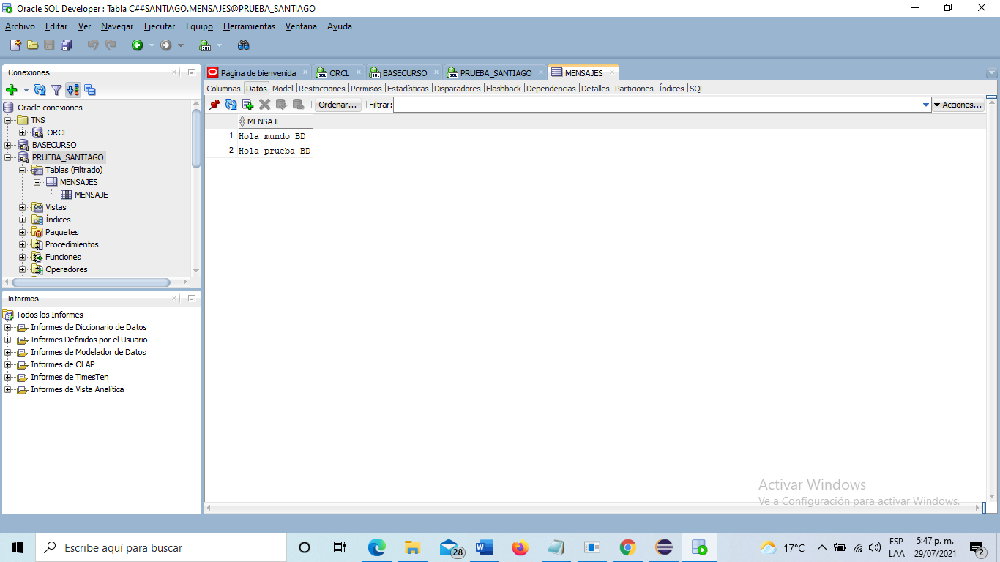 Oracle SQL Developer : Tabla C##SANTIAGO.MENSAJES@PRUEBA_SANTIAGO
Archivo Editar Ver Navegar Ejecutar Equipo Herramientas Ventana Ayuda
Conexiones
Oracle conexiones
TNS
ORCL
BASECURSO
PRUEBA_SANTIAGO
Tablas (Filtrado)
MENSAJES
MENSAJE
Vistas
Índices
Paquetes
Procedimientos
Funciones
Operadores
Informes
Todos los Informes
Informes de Diccionario de Datos
Informes Definidos por el Usuario
Informes de Modelador de Datos
Informes de OLAP
Informes de TimesTen
Informes de Vista Analítica
Página de bienvenida ORCL BASECURSO PRUEBA_SANTIAGO MENSAJES
Columnas Datos Model Restricciones Permisos Estadísticas Disparadores Flashback Dependencias Detalles Particiones Índices SQL
Ordenar... Filtrar: Acciones...
MENSAJE
1 Hola mundo BD
2 Hola prueba BD
Activar Windows
Ve a Configuración para activar Windows.
Escribe aquí para buscar
28
17°C
ESP
LAA
5:47 p. m.
29/07/2021
2